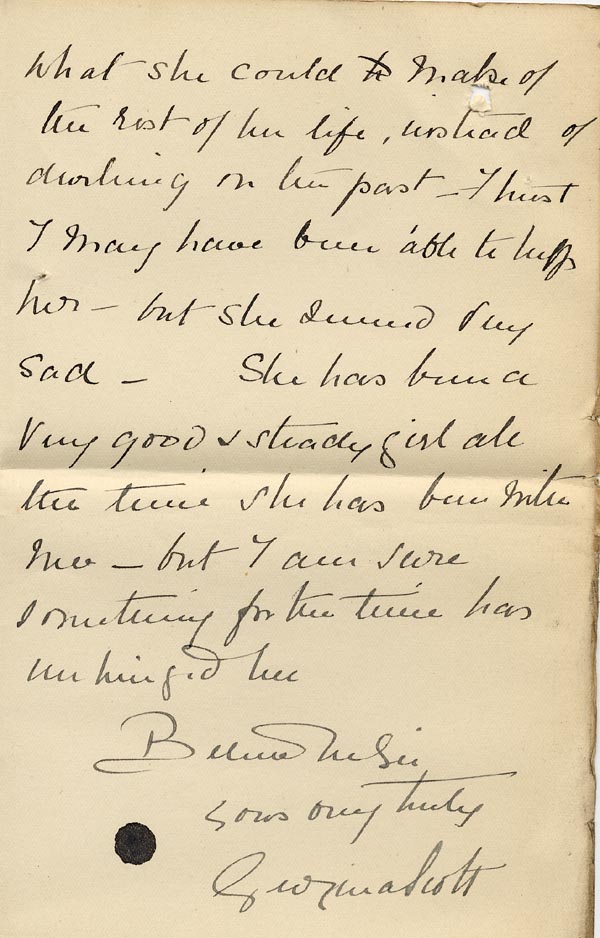 what she could to make of
the rest of her life, instead of
dwelling on the past - I trust
I may have been able to help
her - but she seemed very
sad - She has been a
very good & steady girl all
the time she has been with
me - but I am sure
something for the time has
unhinged her
Believe me Sir
yours very truly
Georgina Scott